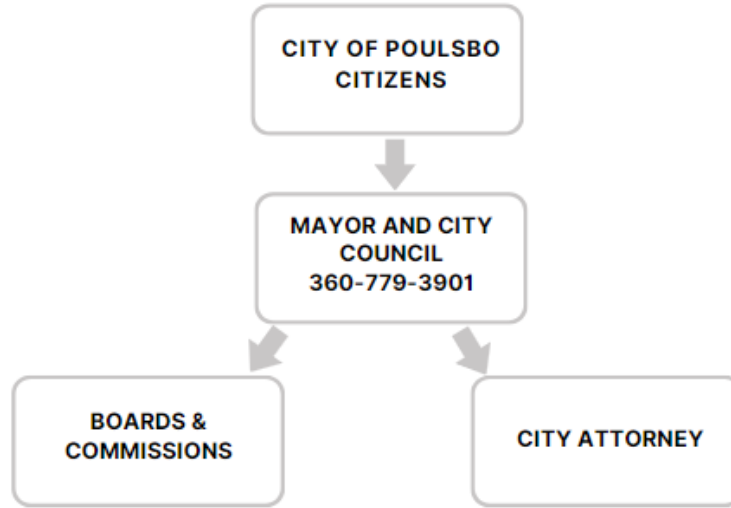 CITY OF POULSBO
CITIZENS
MAYOR AND CITY
COUNCIL
360-779-3901
BOARDS &
COMMISSIONS
CITY ATTORNEY